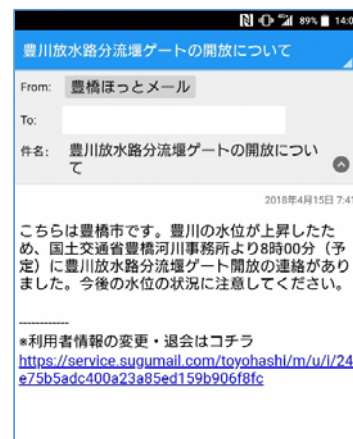 89% 14:0
豊川放水路分流堰ゲートの開放について
From: 豊橋ほっとメール
To:
件名: 豊川放水路分流堰ゲートの開放につい
て
2018年4月15日 7:41
こちらは豊橋市です。豊川の水位が上昇したた
め、国土交通省豊橋河川事務所より8時00分（予
定）に豊川放水路分流堰ゲート開放の連絡があり
ました。今後の水位の状況に注意してください。
------------
※利用者情報の変更・退会はコチラ
https://service.sugumail.com/toyohashi/m/u/i/24
e75b5adc400a23a85ed159b906f8fc